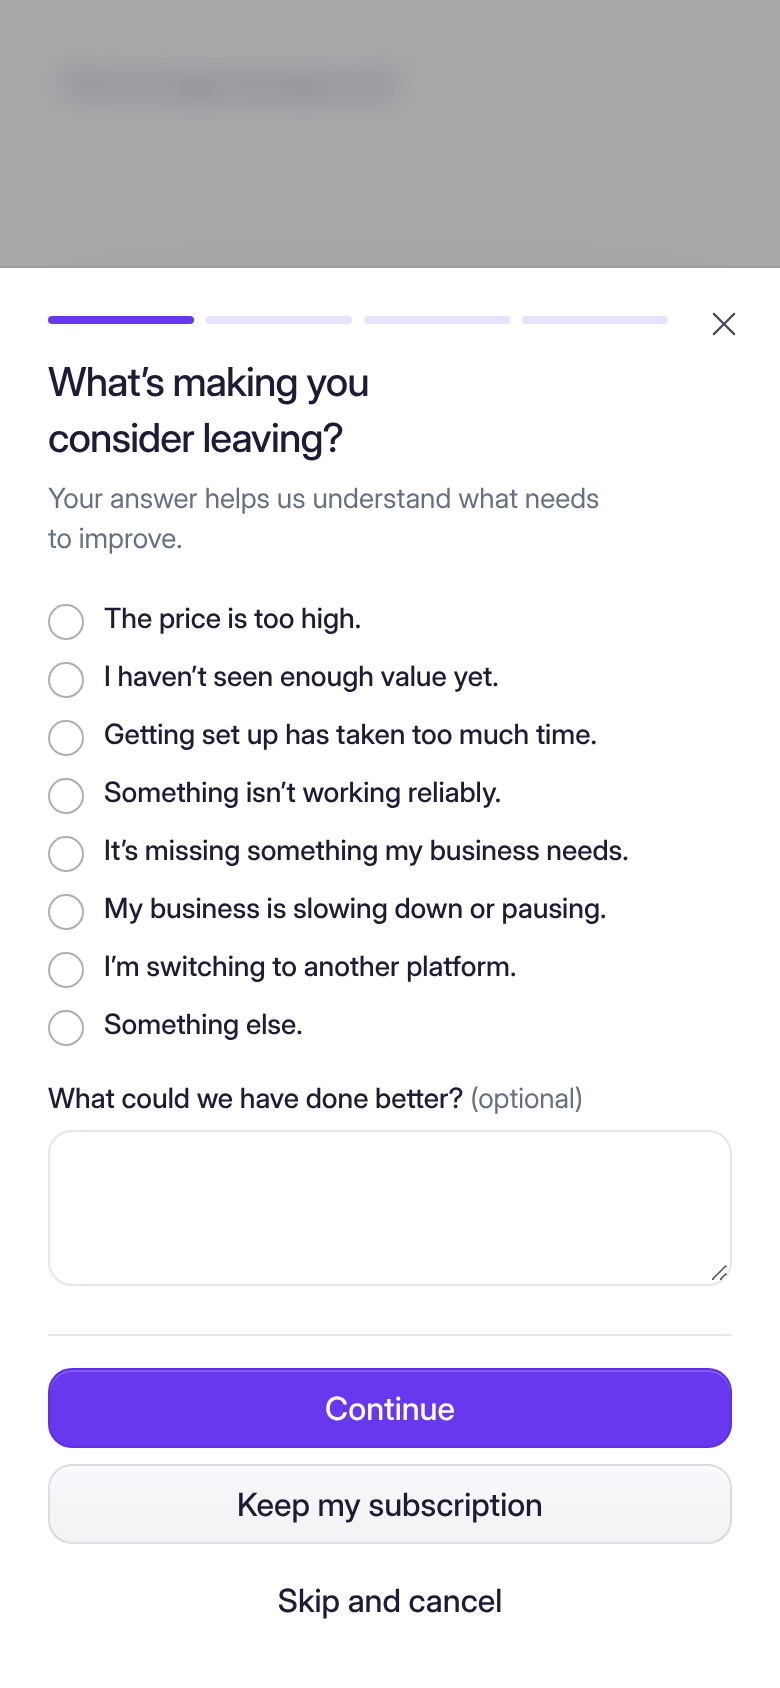 What’s making you
consider leaving?
Your answer helps us understand what needs
to improve.
The price is too high.
I haven’t seen enough value yet.
Getting set up has taken too much time.
Something isn’t working reliably.
It’s missing something my business needs.
My business is slowing down or pausing.
I’m switching to another platform.
Something else.
What could we have done better? (optional)
Continue
Keep my subscription
Skip and cancel